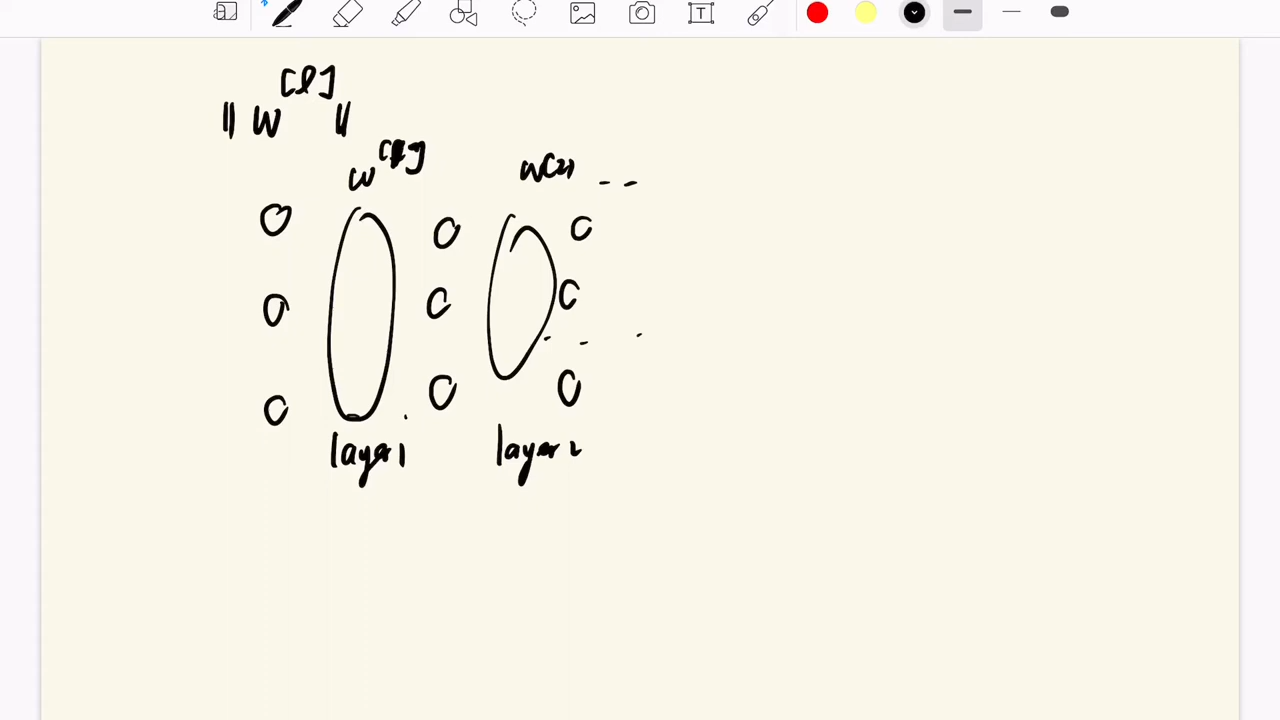 || W^[l] ||
W^[1] W[2] - -
layer 1 layer 2